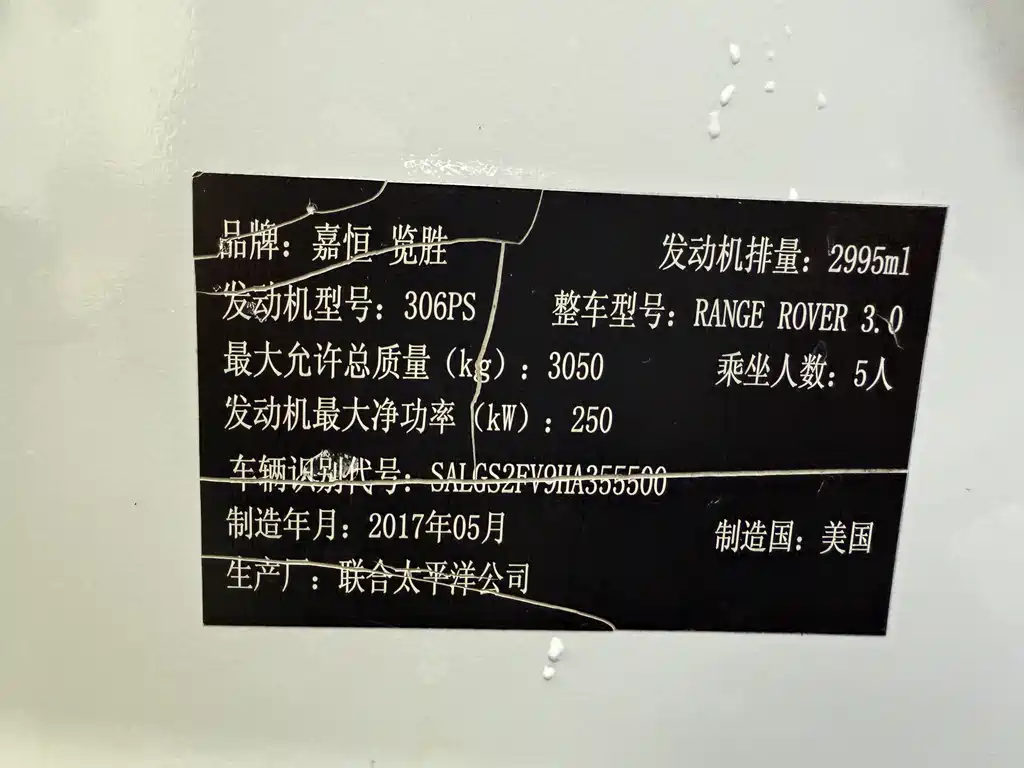 品牌：嘉恒 览胜 发动机排量：2995ml
发动机型号：306PS 整车型号：RANGE ROVER 3.0
最大允许总质量（kg）：3050 乘坐人数：5人
发动机最大净功率（kW）：250
车辆识别代号：SALGS2FV9HA355500
制造年月：2017年05月 制造国：美国
生产厂：联合太平洋公司